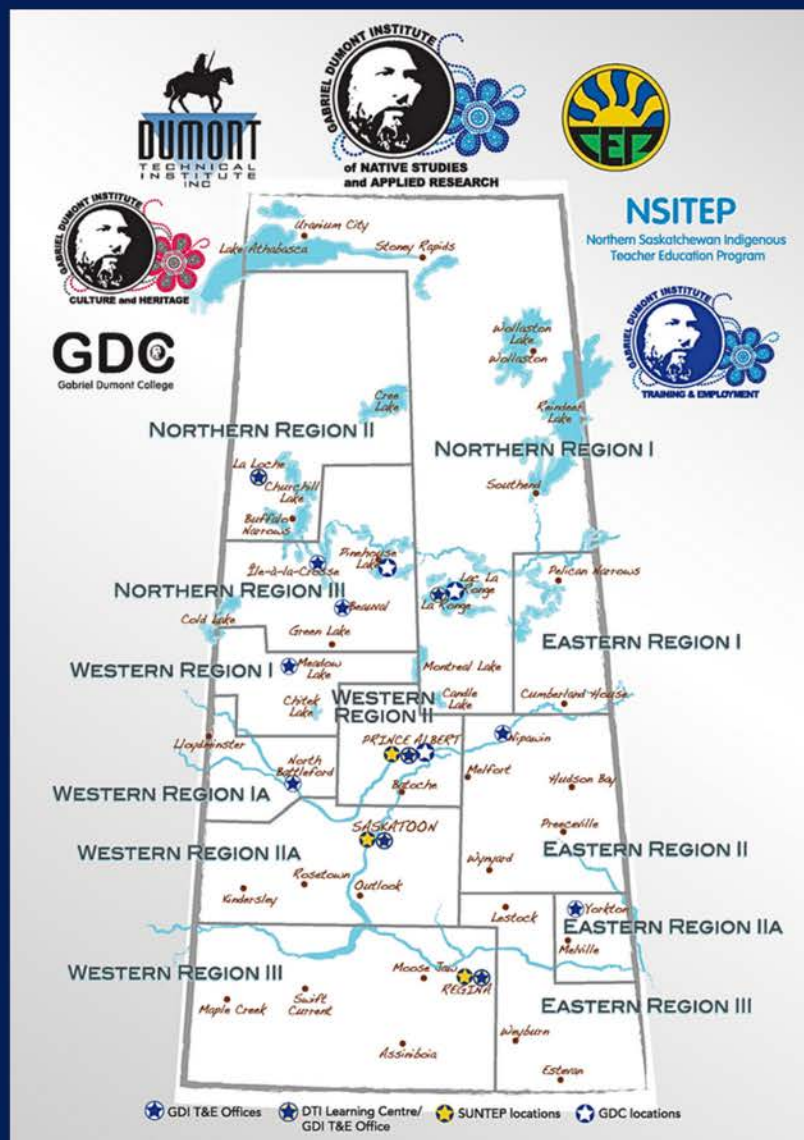 DUMONT
TECHNICAL
INSTITUTE
INC
GABRIEL DUMONT INSTITUTE
of NATIVE STUDIES
and APPLIED RESEARCH
GABRIEL DUMONT INSTITUTE
CULTURE and HERITAGE
NSITEP
Northern Saskatchewan Indigenous
Teacher Education Program
GDC
Gabriel Dumont College
GABRIEL DUMONT INSTITUTE
TRAINING & EMPLOYMENT
Uranium City
Lake Athabasca
Stoney Rapids
Wollaston
Lake
Wollaston
Cree
Lake
Reindeer
Lake
NORTHERN REGION II
NORTHERN REGION I
La Loche
Churchill
Lake
Buffalo
Narrows
Southend
Pinehouse
Lake
Île-à-la-Crosse
Lac La
Ronge
La Ronge
Pelican Narrows
NORTHERN REGION III
Beauval
Cold Lake
Green Lake
EASTERN REGION I
WESTERN REGION I
Meadow
Lake
Montreal Lake
Chitek
Lake
WESTERN
REGION II
Candle
Lake
Cumberland House
Lloydminster
PRINCE ALBERT
Nipawin
North
Battleford
Melfort
Hudson Bay
Batoche
WESTERN REGION IA
SASKATOON
Preeceville
EASTERN REGION II
WESTERN REGION IIA
Wynyard
Rosetown
Kindersley
Outlook
Lestock
Yorkton
EASTERN REGION IIA
Melville
WESTERN REGION III
Moose Jaw
REGINA
Maple Creek
Swift
Current
EASTERN REGION III
Weyburn
Assiniboia
Estevan
GDI T&E Offices
DTI Learning Centre/
GDI T&E Office
SUNTEP locations
GDC locations